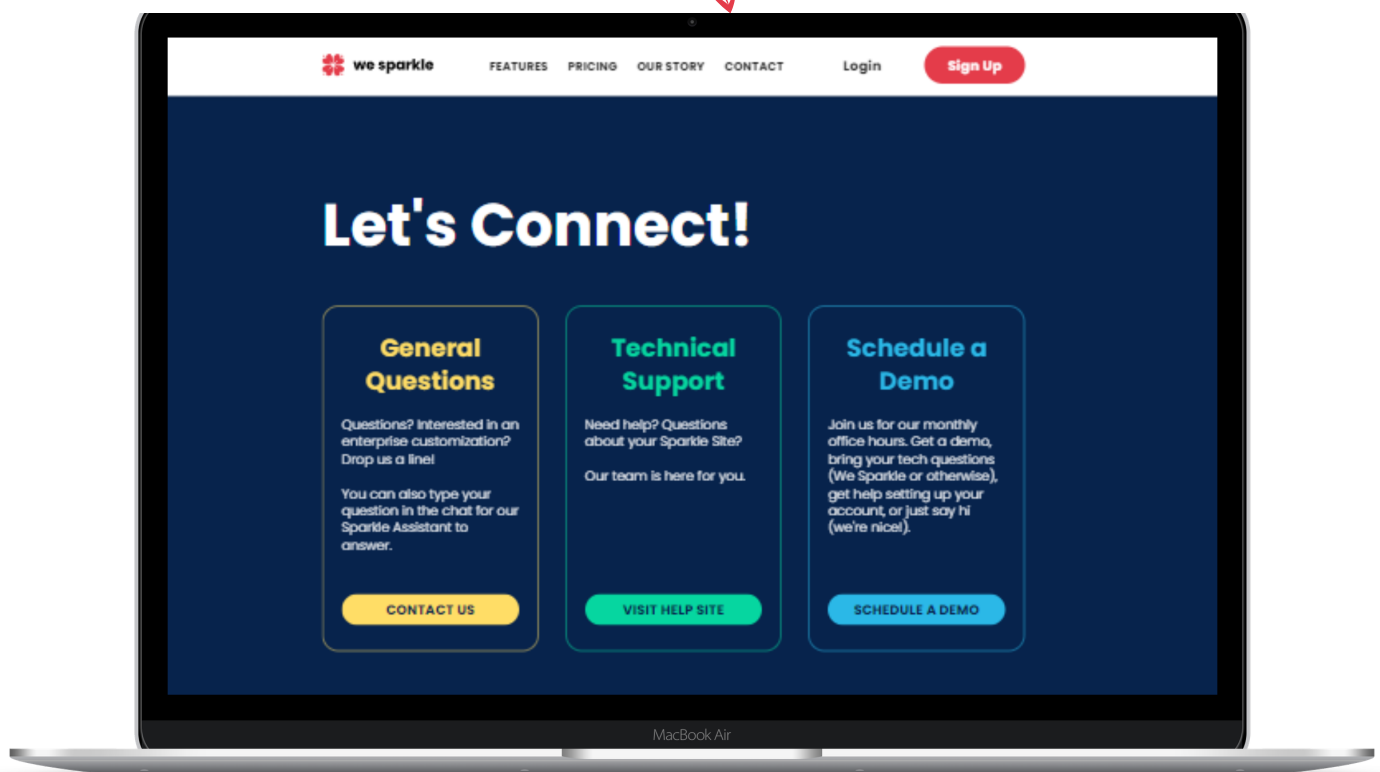 we sparkle
FEATURES PRICING OUR STORY CONTACT Login Sign Up
Let's Connect!
General
Questions
Questions? Interested in an
enterprise customization?
Drop us a line!
You can also type your
question in the chat for our
Sparkle Assistant to
answer.
CONTACT US
Technical
Support
Need help? Questions
about your Sparkle Site?
Our team is here for you.
VISIT HELP SITE
Schedule a
Demo
Join us for our monthly
office hours. Get a demo,
bring your tech questions
(We Sparkle or otherwise),
get help setting up your
account, or just say hi
(we're nice!).
SCHEDULE A DEMO
MacBook Air